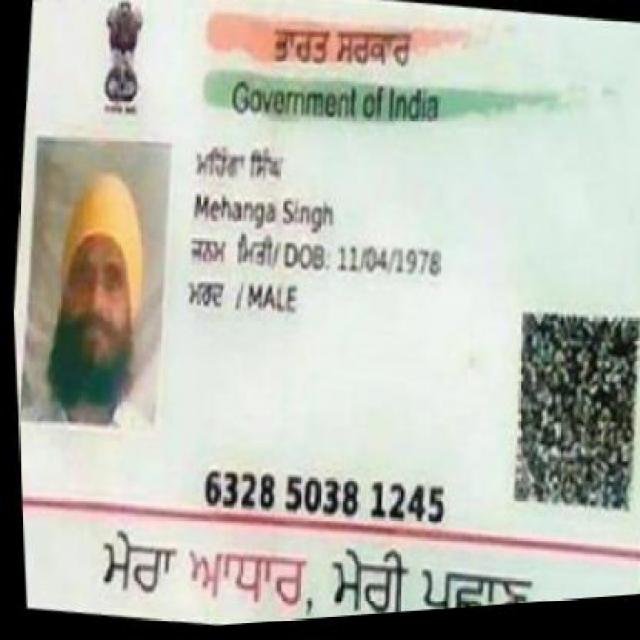 ਭਾਰਤ ਸਰਕਾਰ
Government of India
ਮਹਿੰਗਾ ਸਿੰਘ
Mehanga Singh
ਜਨਮ ਮਿਤੀ/ DOB: 11/04/1978
ਮਰਦ / MALE
6328 5038 1245
ਮੇਰਾ ਆਧਾਰ, ਮੇਰੀ